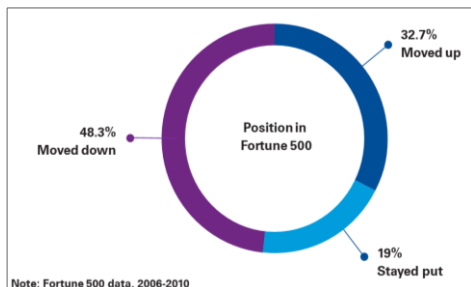 32.7%
Moved up
48.3%
Moved down
Position in
Fortune 500
19%
Stayed put
Note: Fortune 500 data, 2006-2010